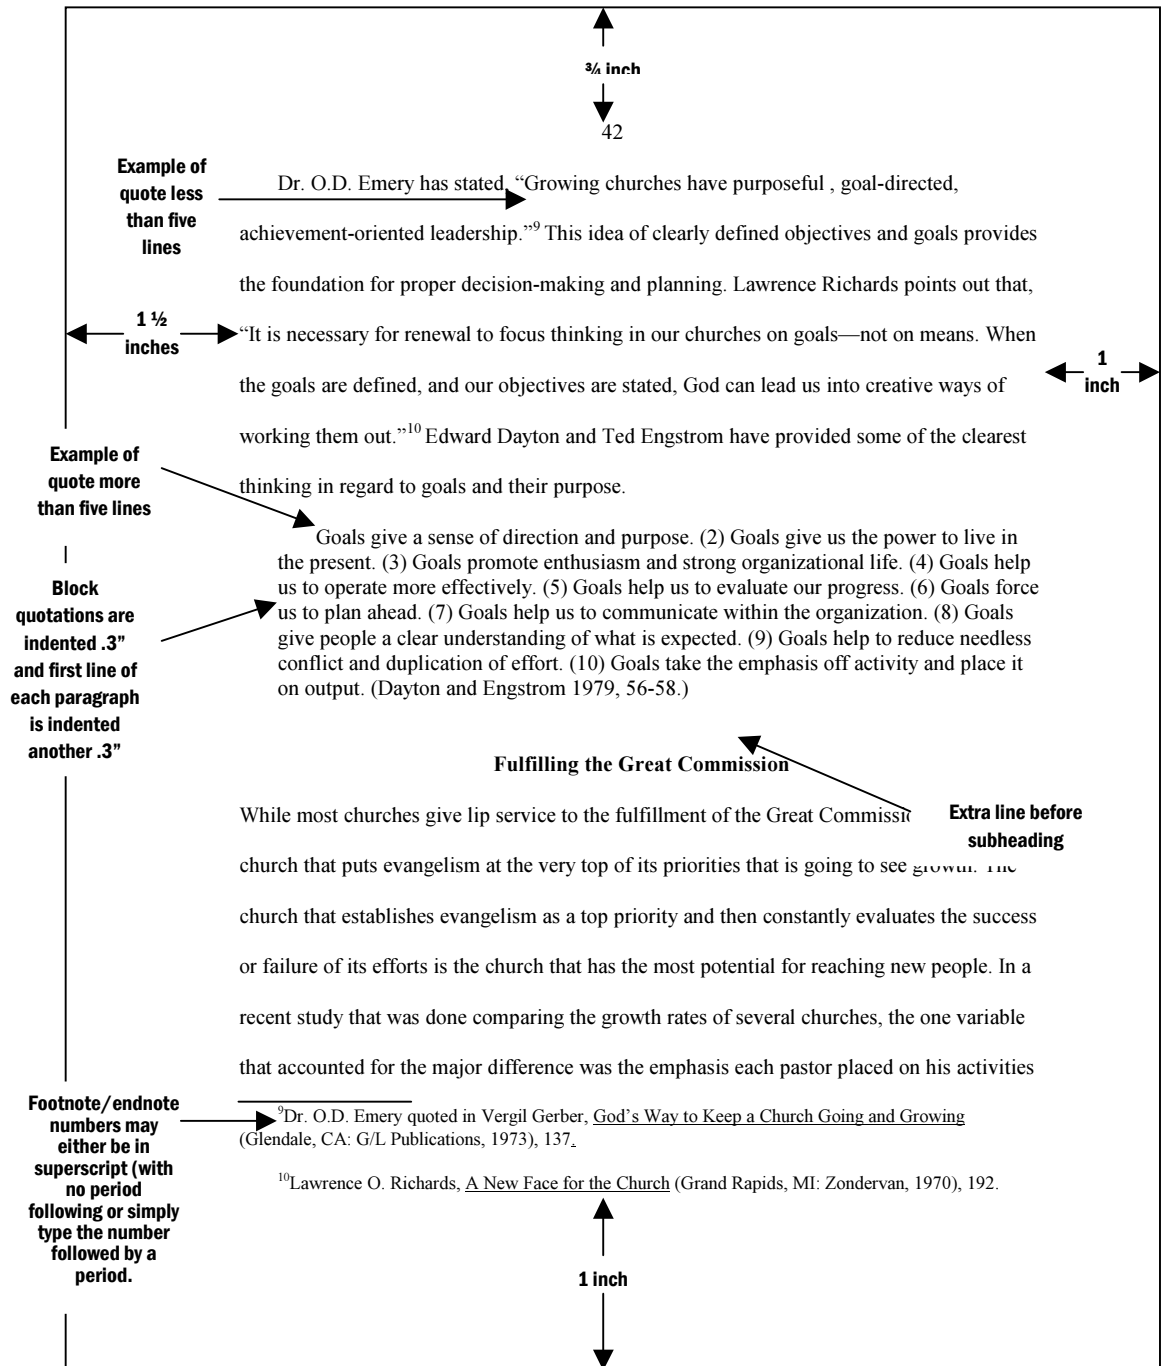 ¾ inch
42
Example of
quote less
than five
lines
Dr. O.D. Emery has stated, “Growing churches have purposeful , goal-directed,
achievement-oriented leadership.”9 This idea of clearly defined objectives and goals provides
the foundation for proper decision-making and planning. Lawrence Richards points out that,
1 ½
inches
“It is necessary for renewal to focus thinking in our churches on goals—not on means. When
1
inch
the goals are defined, and our objectives are stated, God can lead us into creative ways of
working them out.”10 Edward Dayton and Ted Engstrom have provided some of the clearest
thinking in regard to goals and their purpose.
Example of
quote more
than five lines
Goals give a sense of direction and purpose. (2) Goals give us the power to live in
the present. (3) Goals promote enthusiasm and strong organizational life. (4) Goals help
us to operate more effectively. (5) Goals help us to evaluate our progress. (6) Goals force
us to plan ahead. (7) Goals help us to communicate within the organization. (8) Goals
give people a clear understanding of what is expected. (9) Goals help to reduce needless
conflict and duplication of effort. (10) Goals take the emphasis off activity and place it
on output. (Dayton and Engstrom 1979, 56-58.)
Block
quotations are
indented .3”
and first line of
each paragraph
is indented
another .3”
Fulfilling the Great Commission
Extra line before
subheading
While most churches give lip service to the fulfillment of the Great
church that puts evangelism at the very top of its priorities that is going to see growth. The
church that establishes evangelism as a top priority and then constantly evaluates the success
or failure of its efforts is the church that has the most potential for reaching new people. In a
recent study that was done comparing the growth rates of several churches, the one variable
that accounted for the major difference was the emphasis each pastor placed on his activities
Footnote/endnote
numbers may
either be in
superscript (with
no period
following or simply
type the number
followed by a
period.
9Dr. O.D. Emery quoted in Vergil Gerber, God’s Way to Keep a Church Going and Growing
(Glendale, CA: G/L Publications, 1973), 137.
10Lawrence O. Richards, A New Face for the Church (Grand Rapids, MI: Zondervan, 1970), 192.
1 inch